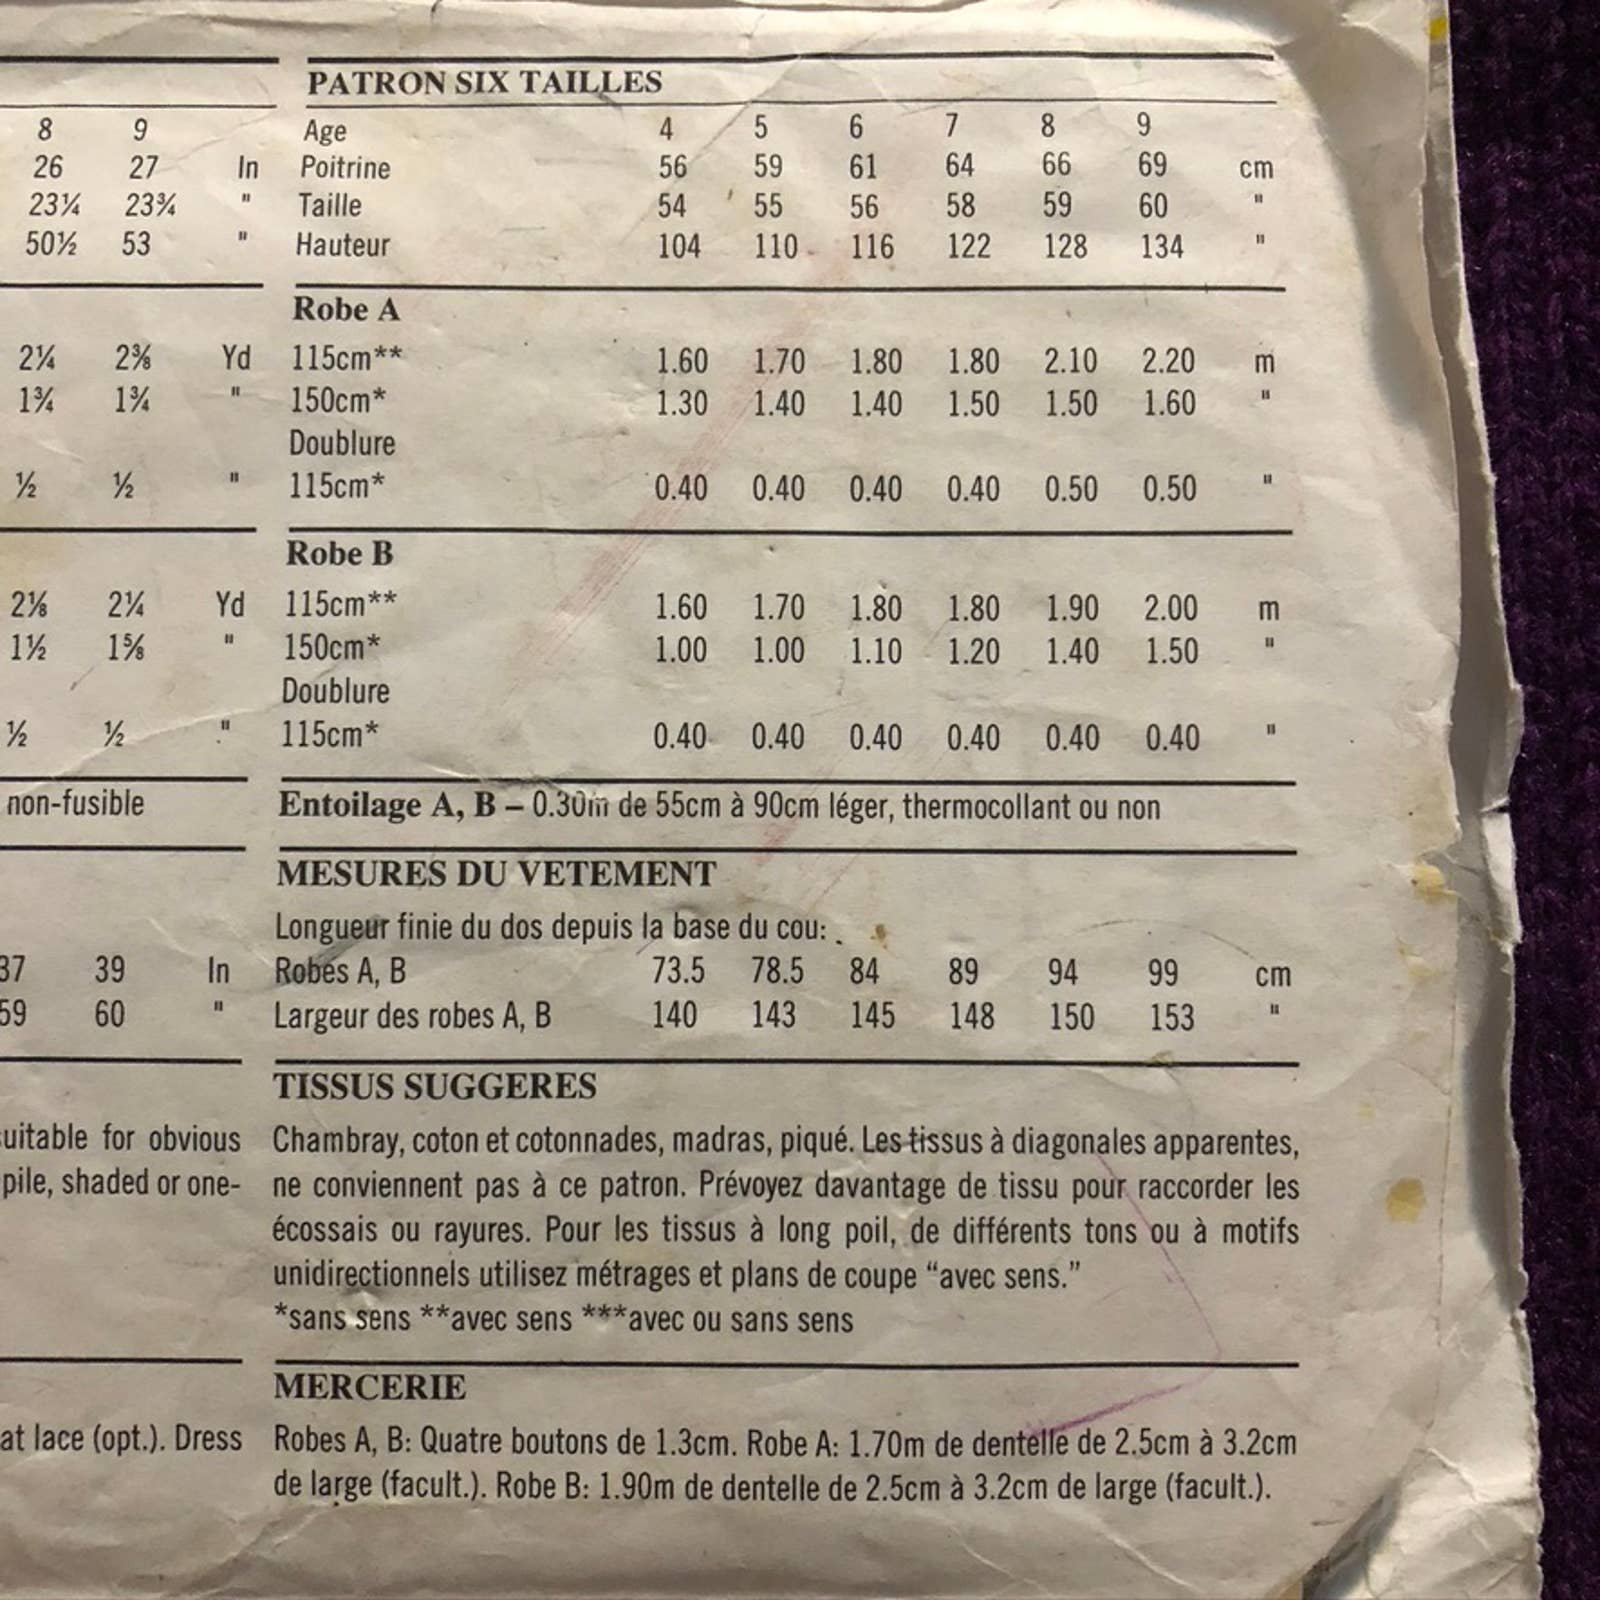 8 9
26 27 In
23¼ 23¾ "
50½ 53 "
2¼ 2⅜ Yd
1¾ 1¾ "
½ ½ "
2⅛ 2¼ Yd
1½ 1⅝ "
½ ½ "
non-fusible
37 39 In
59 60 "
suitable for obvious
pile, shaded or one-
at lace (opt.). Dress
PATRON SIX TAILLES
Age 4 5 6 7 8 9
Poitrine 56 59 61 64 66 69 cm
Taille 54 55 56 58 59 60 "
Hauteur 104 110 116 122 128 134 "
Robe A
115cm** 1.60 1.70 1.80 1.80 2.10 2.20 m
150cm* 1.30 1.40 1.40 1.50 1.50 1.60 "
Doublure
115cm* 0.40 0.40 0.40 0.40 0.50 0.50 "
Robe B
115cm** 1.60 1.70 1.80 1.80 1.90 2.00 m
150cm* 1.00 1.00 1.10 1.20 1.40 1.50 "
Doublure
115cm* 0.40 0.40 0.40 0.40 0.40 0.40 "
Entoilage A, B – 0.30m de 55cm à 90cm léger, thermocollant ou non
MESURES DU VETEMENT
Longueur finie du dos depuis la base du cou:
Robes A, B 73.5 78.5 84 89 94 99 cm
Largeur des robes A, B 140 143 145 148 150 153 "
TISSUS SUGGERES
Chambray, coton et cotonnades, madras, piqué. Les tissus à diagonales apparentes,
ne conviennent pas à ce patron. Prévoyez davantage de tissu pour raccorder les
écossais ou rayures. Pour les tissus à long poil, de différents tons ou à motifs
unidirectionnels utilisez métrages et plans de coupe “avec sens.”
*sans sens **avec sens ***avec ou sans sens
MERCERIE
Robes A, B: Quatre boutons de 1.3cm. Robe A: 1.70m de dentelle de 2.5cm à 3.2cm
de large (facult.). Robe B: 1.90m de dentelle de 2.5cm à 3.2cm de large (facult.).